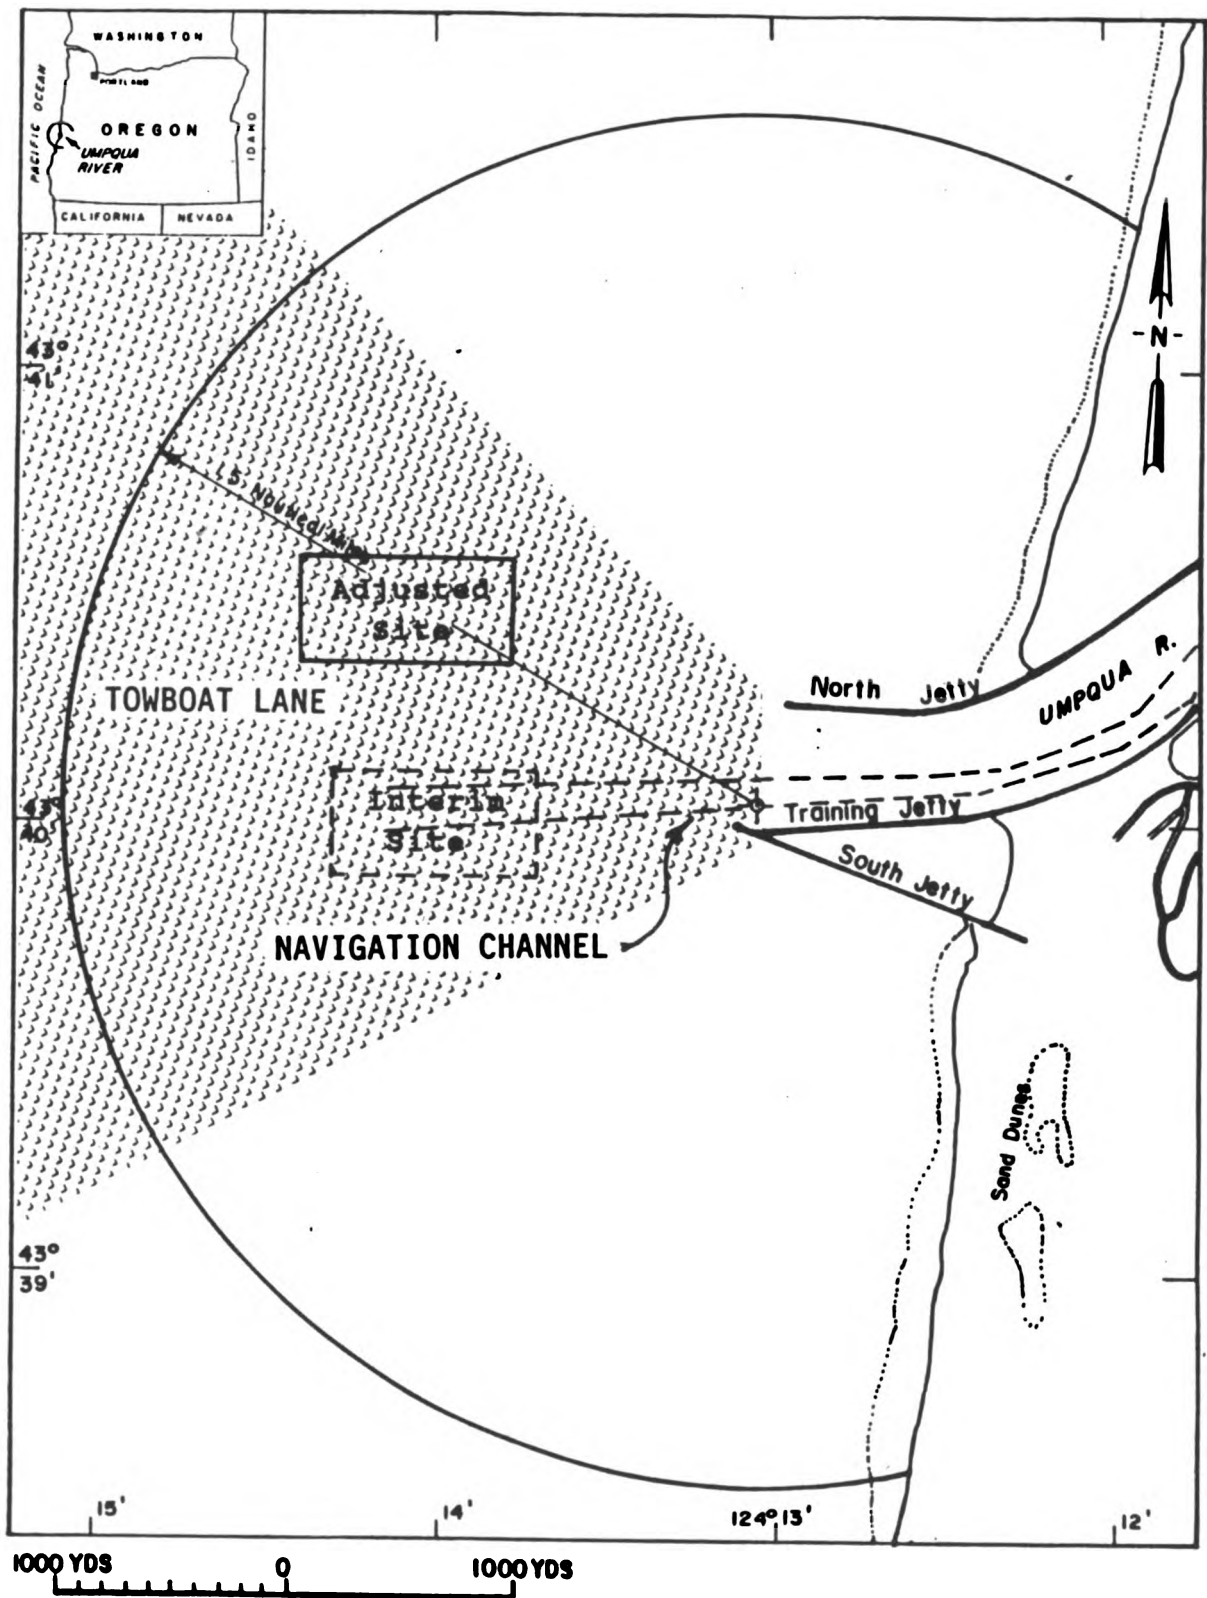 WASHINGTON
PORTLAND
PACIFIC OCEAN
OREGON
IDAHO
UMPQUA
RIVER
CALIFORNIA
NEVADA
43°
41'
N
1.5 Nautical Miles
Adjusted
Site
TOWBOAT LANE
North Jetty
UMPQUA R.
43°
40'
Interim
Site
Training Jetty
South Jetty
NAVIGATION CHANNEL
Sand Dunes
43°
39'
15'
14'
124° 13'
12'
1000 YDS 0 1000 YDS